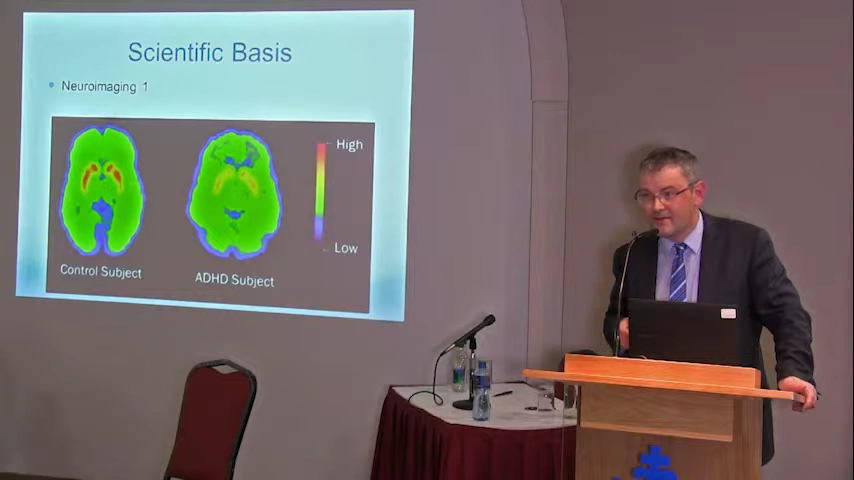 Scientific Basis
Neuroimaging 1
High
Low
Control Subject
ADHD Subject